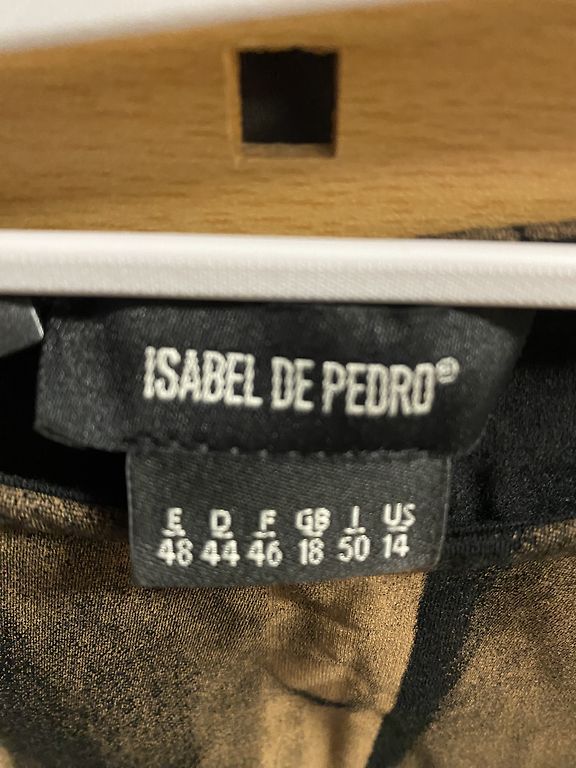 ISABEL DE PEDRO®
E D F GB I US
48 44 46 18 50 14